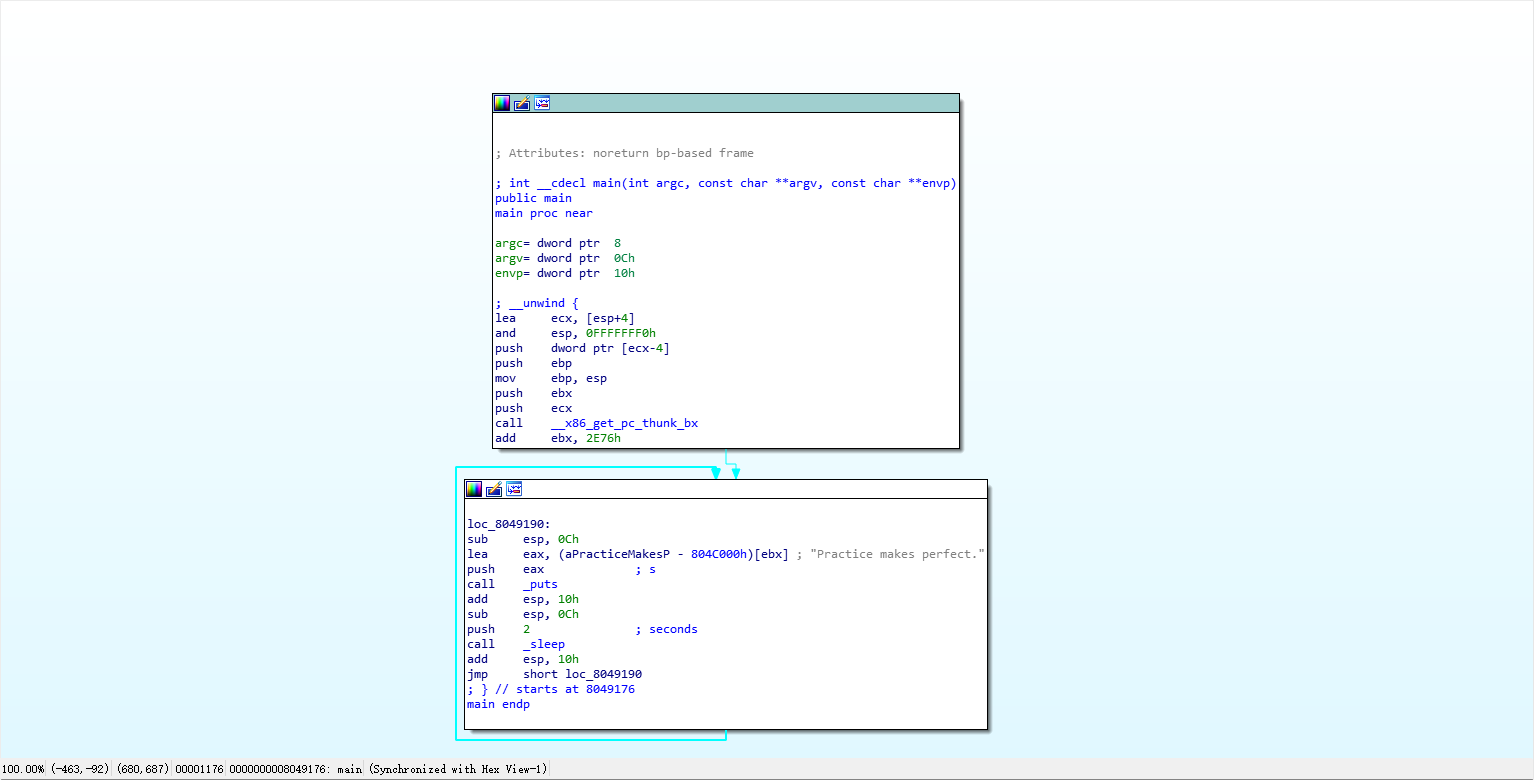 ; Attributes: noreturn bp-based frame
; int __cdecl main(int argc, const char **argv, const char **envp)
public main
main proc near
argc= dword ptr  8
argv= dword ptr  0Ch
envp= dword ptr  10h
; __unwind {
lea     ecx, [esp+4]
and     esp, 0FFFFFFF0h
push    dword ptr [ecx-4]
push    ebp
mov     ebp, esp
push    ebx
push    ecx
call    __x86_get_pc_thunk_bx
add     ebx, 2E76h
loc_8049190:
sub     esp, 0Ch
lea     eax, (aPracticeMakesP - 804C000h)[ebx] ; "Practice makes perfect."
push    eax             ; s
call    _puts
add     esp, 10h
sub     esp, 0Ch
push    2               ; seconds
call    _sleep
add     esp, 10h
jmp     short loc_8049190
; } // starts at 8049176
main endp
100.00% (-463,-92) (680,687) 00001176 0000000008049176: main (Synchronized with Hex View-1)